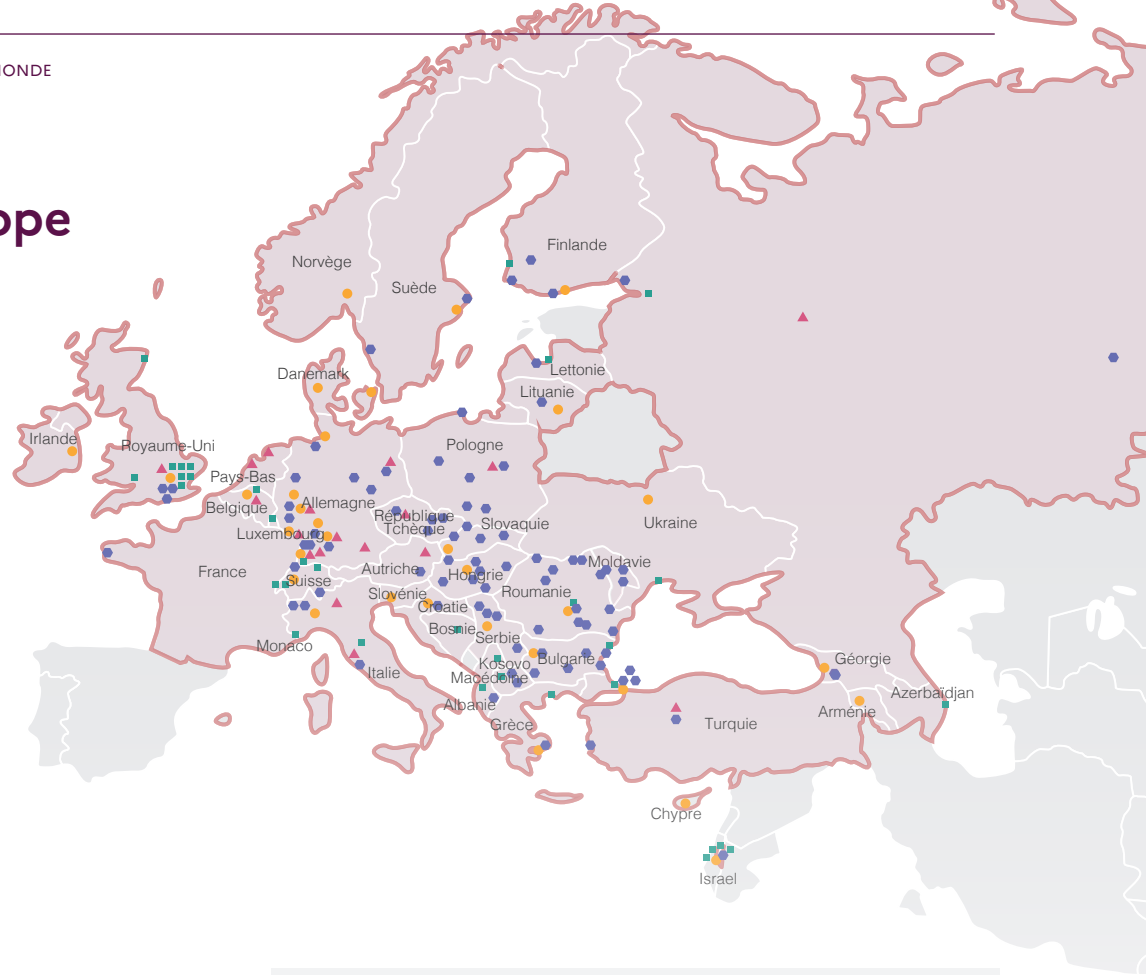 IONDE
ope
Finlande
Norvège
Suède
Danemark
Lettonie
Lituanie
Irlande
Royaume-Uni
Pologne
Pays-Bas
Belgique
Allemagne
République
Tchèque
Slovaquie
Ukraine
Luxembourg
France
Suisse
Autriche
Hongrie
Moldavie
Roumanie
Slovénie
Croatie
Bosnie
Serbie
Monaco
Italie
Kosovo
Bulgarie
Macédoine
Albanie
Grèce
Géorgie
Azerbaïdjan
Arménie
Turquie
Chypre
Israel